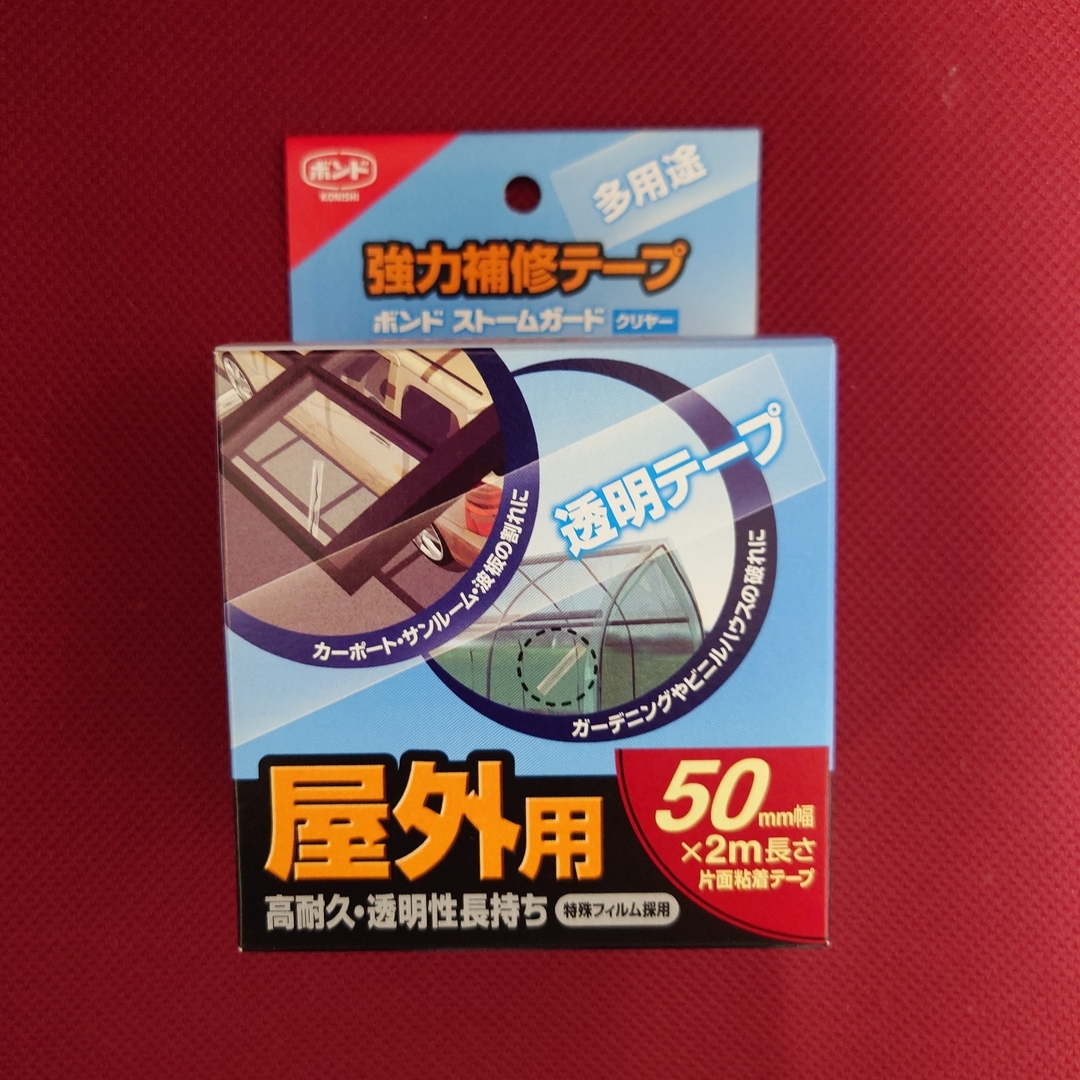 ボンド
KONISHI
多用途
強力補修テープ
ボンド ストームガード クリヤー
透明テープ
カーポート・サンルーム・波板の割れに
ガーデニングやビニルハウスの破れに
屋外用
高耐久・透明性長持ち 特殊フィルム採用
50mm幅
×2m長さ
片面粘着テープ